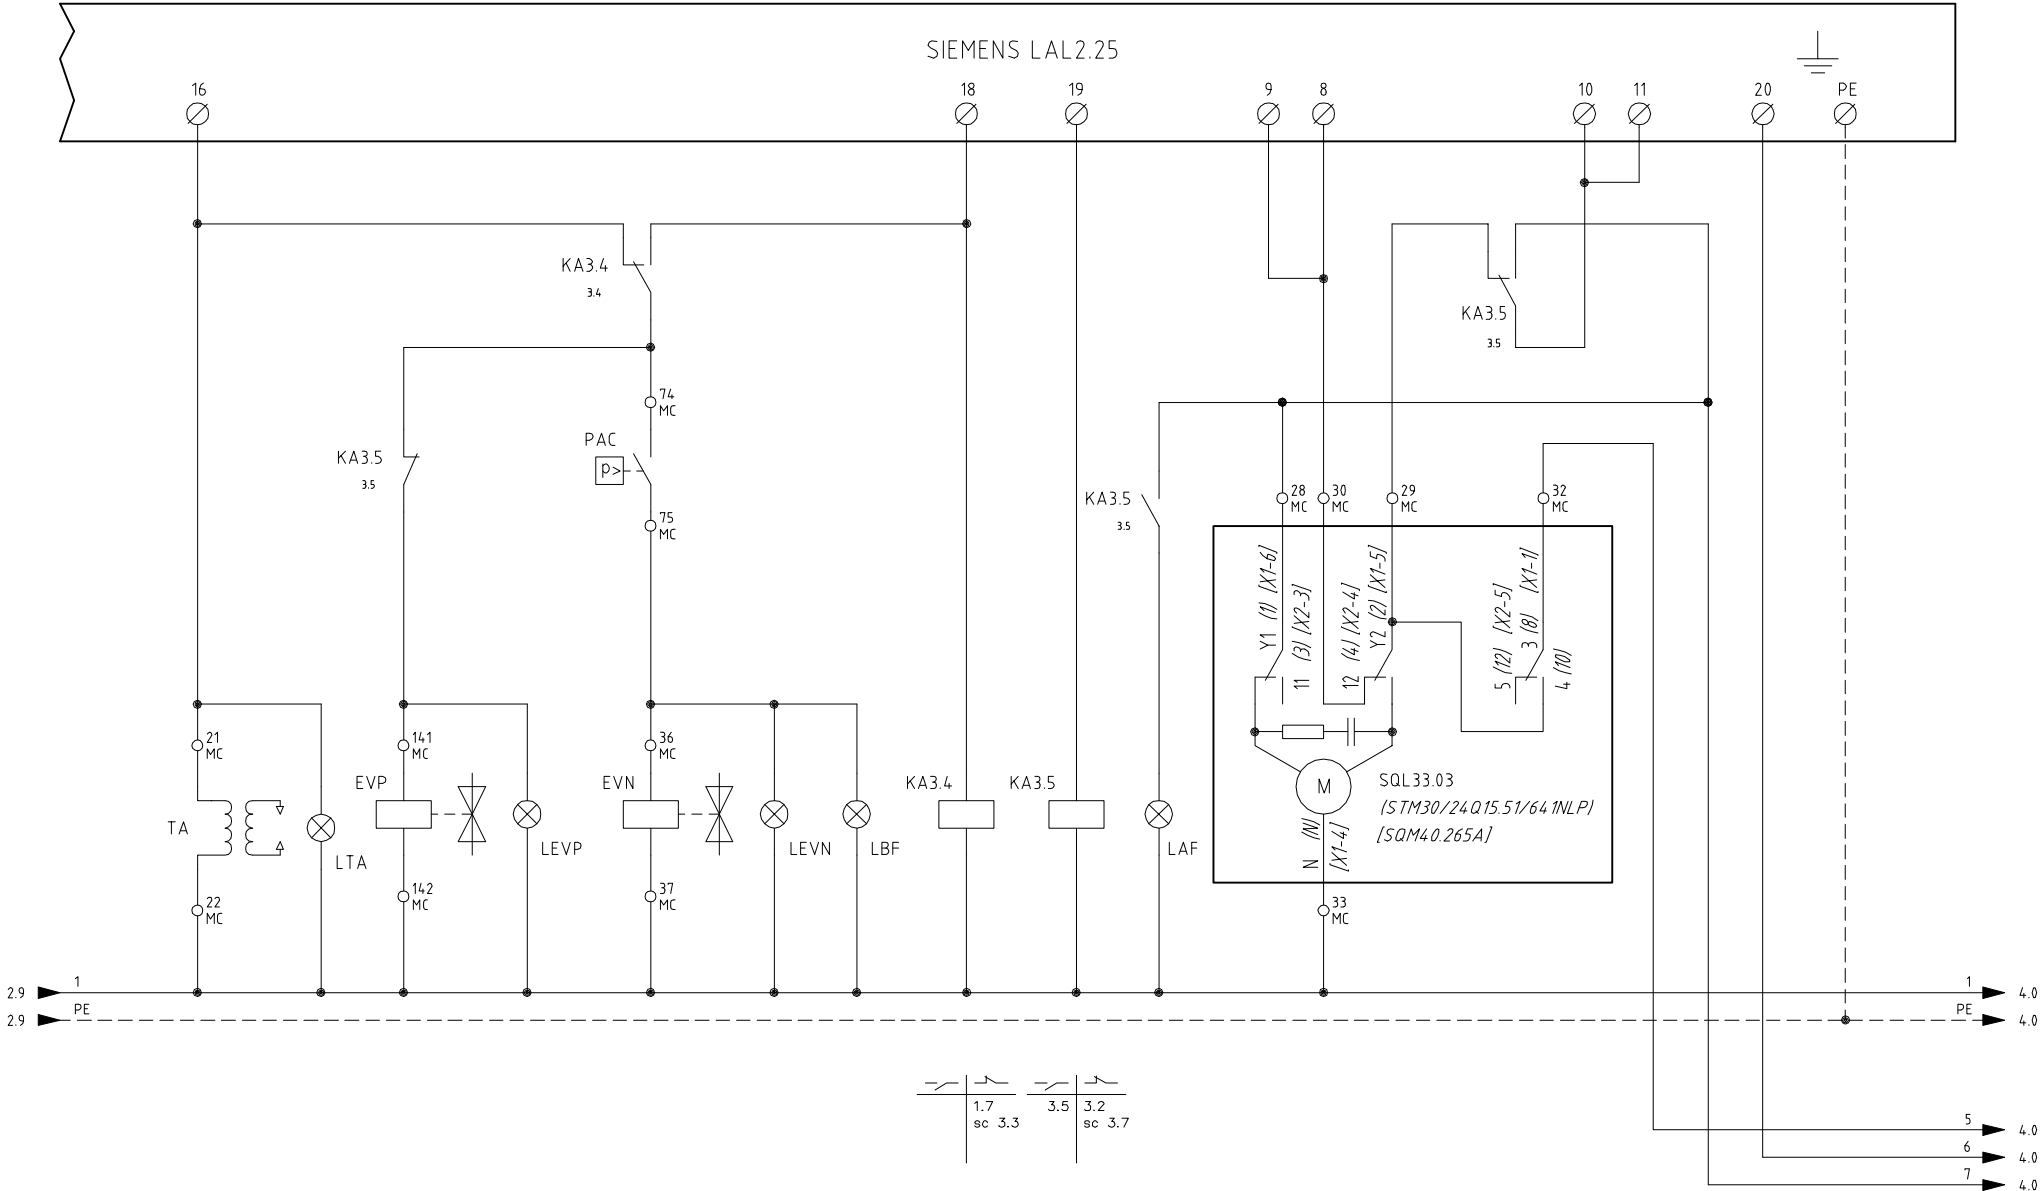 SIEMENS LAL2.25
16
18
19
9
8
10
11
20
PE
KA3.4
3.4
KA3.5
3.5
74
MC
PAC
p>
75
MC
KA3.5
3.5
KA3.5
3.5
28
MC
30
MC
29
MC
32
MC
Y1 (1) [X1-6]
11 (3) [X2-3]
12 (4) [X2-4]
Y2 (2) [X1-5]
5 (12) [X2-5]
3 (8) [X1-1]
4 (10)
21
MC
141
MC
36
MC
TA
LTA
EVP
LEVP
EVN
LEVN
LBF
KA3.4
KA3.5
LAF
M
SQL33.03
(STM30/24Q15.51/641NLP)
[SQM40.265A]
N (N)
[X1-4]
22
MC
142
MC
37
MC
33
MC
2.9
1
1
4.0
2.9
PE
PE
4.0
1.7
sc 3.3
3.5
3.2
sc 3.7
5
4.0
6
4.0
7
4.0